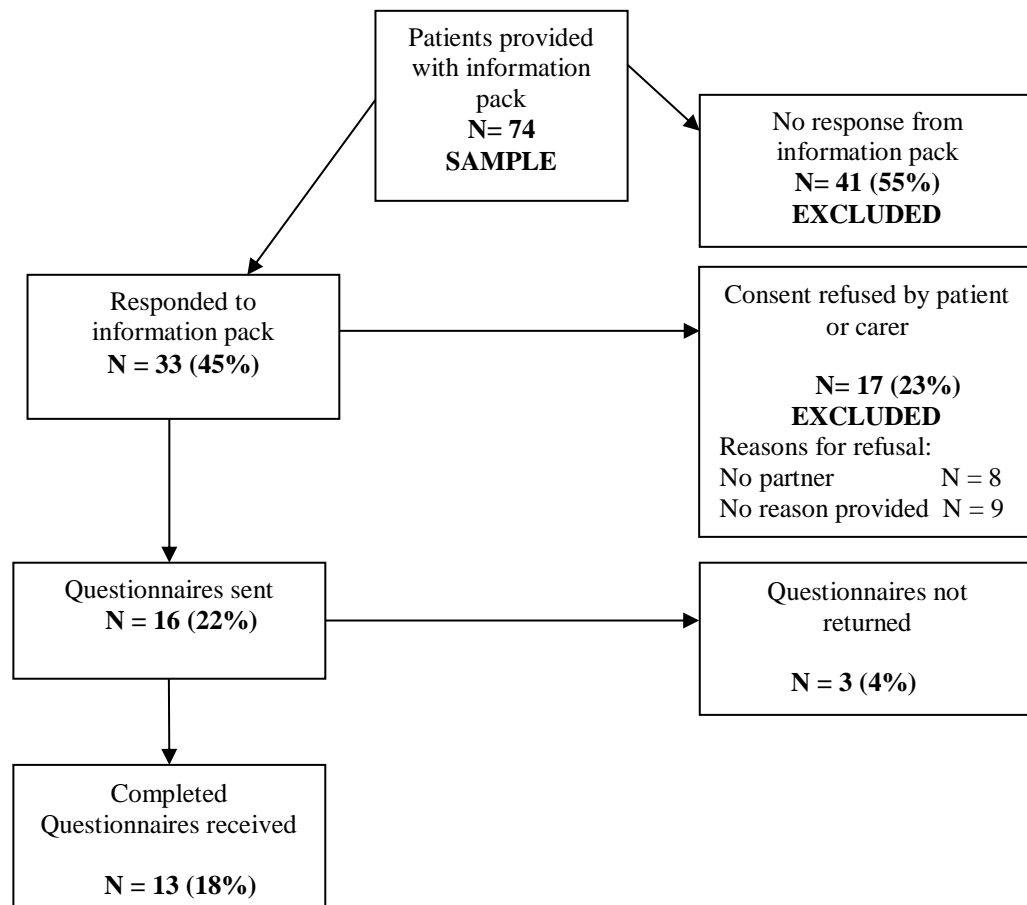 Patients provided
with information
pack
N= 74
SAMPLE
No response from
information pack
N= 41 (55%)
EXCLUDED
Responded to
information pack
N = 33 (45%)
Consent refused by patient
or carer
N= 17 (23%)
EXCLUDED
Reasons for refusal:
No partner N = 8
No reason provided N = 9
Questionnaires sent
N = 16 (22%)
Questionnaires not
returned
N = 3 (4%)
Completed
Questionnaires received
N = 13 (18%)